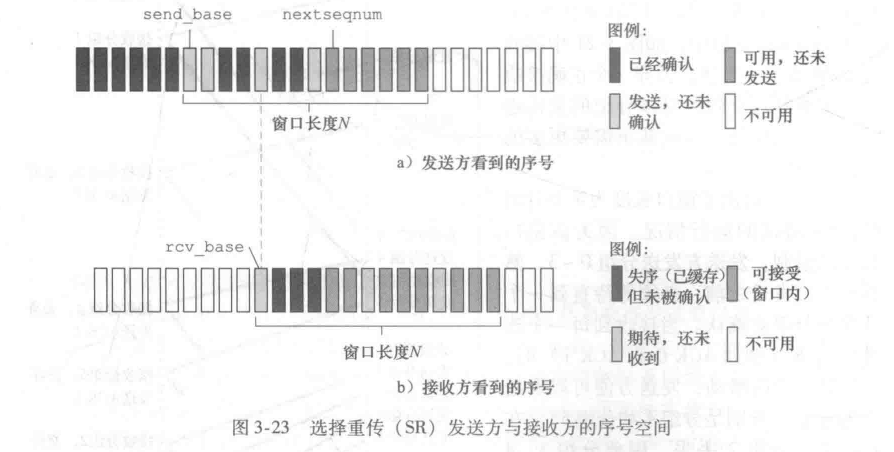 send_base nextseqnum
图例:
已经确认
可用，还未
发送
发送，还未
确认
不可用
窗口长度N
a）发送方看到的序号
rcv_base
图例:
失序（已缓存）
但未被确认
可接受
（窗口内）
期待，还未
收到
不可用
窗口长度N
b）接收方看到的序号
图 3-23 选择重传（SR）发送方与接收方的序号空间